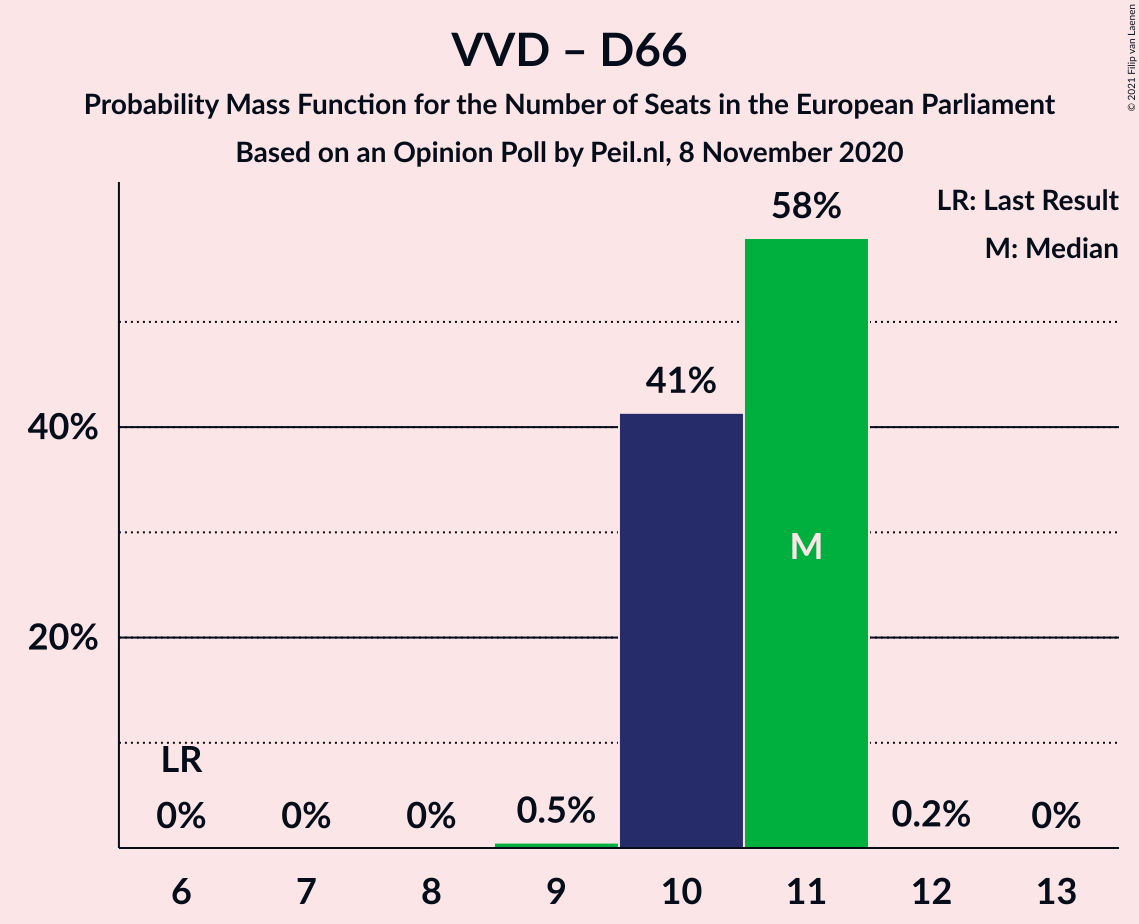 VVD – D66
Probability Mass Function for the Number of Seats in the European Parliament
Based on an Opinion Poll by Peil.nl, 8 November 2020
© 2021 Filip van Laenen
LR: Last Result
M: Median
58%
41%
40%
M
20%
LR
0%
0%
0%
0.5%
0.2%
0%
6
7
8
9
10
11
12
13